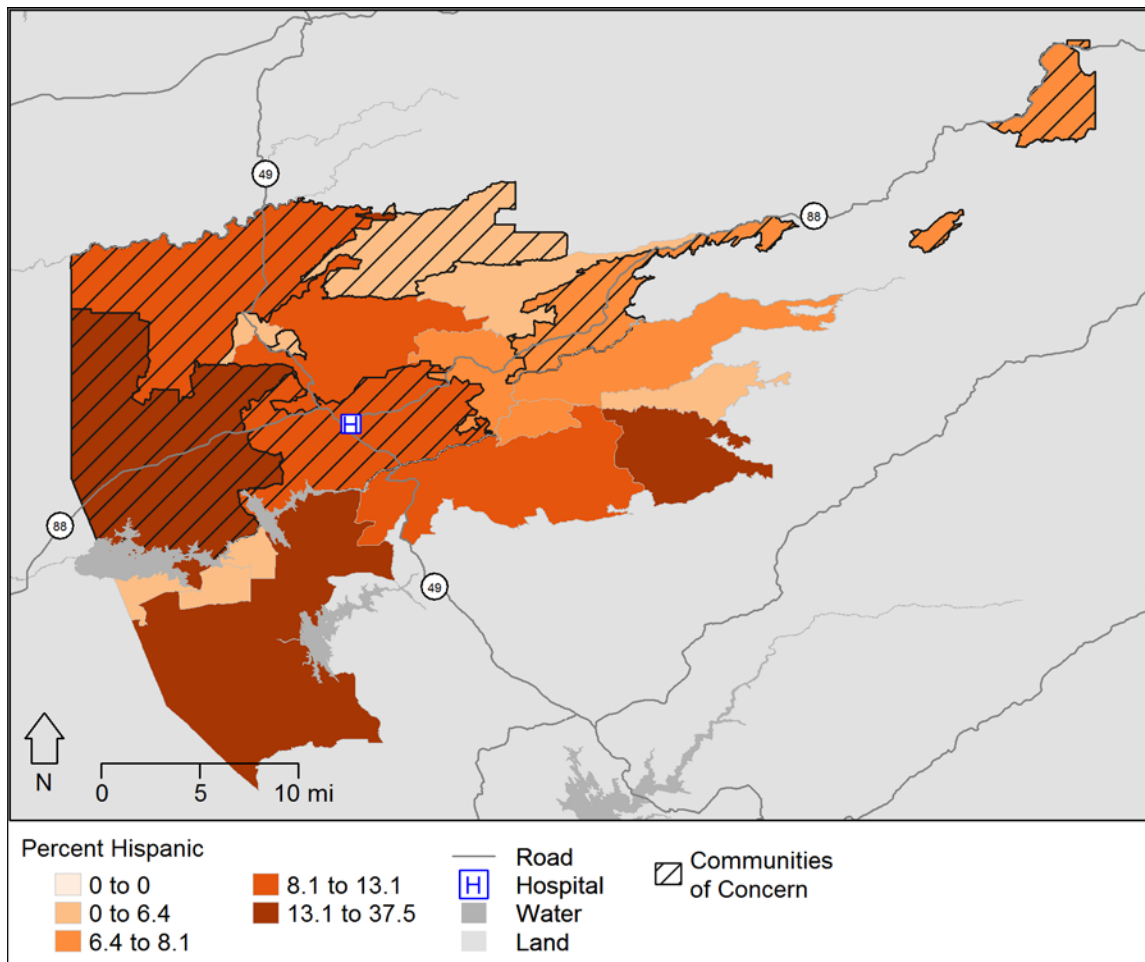 49
88
H
88
49
N
0 5 10 mi
Percent Hispanic
0 to 0
0 to 6.4
6.4 to 8.1
8.1 to 13.1
13.1 to 37.5
Road
H Hospital
Water
Land
Communities
of Concern